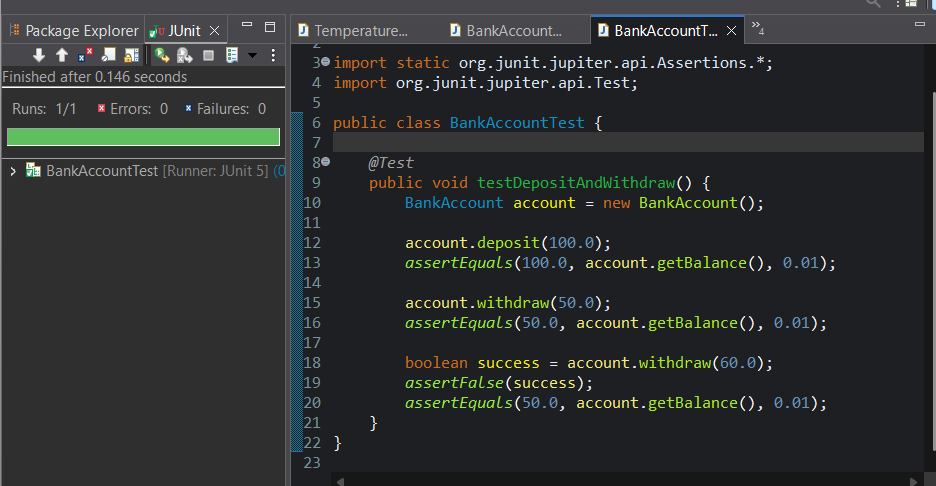 Package Explorer
JUnit
Finished after 0.146 seconds
Runs: 1/1
Errors: 0
Failures: 0
BankAccountTest [Runner: JUnit 5] (0
Temperature...
BankAccount...
BankAccountT...
»4
2
3 import static org.junit.jupiter.api.Assertions.*;
4 import org.junit.jupiter.api.Test;
5
6 public class BankAccountTest {
7
8 @Test
9 public void testDepositAndWithdraw() {
10 BankAccount account = new BankAccount();
11
12 account.deposit(100.0);
13 assertEquals(100.0, account.getBalance(), 0.01);
14
15 account.withdraw(50.0);
16 assertEquals(50.0, account.getBalance(), 0.01);
17
18 boolean success = account.withdraw(60.0);
19 assertFalse(success);
20 assertEquals(50.0, account.getBalance(), 0.01);
21 }
22 }
23